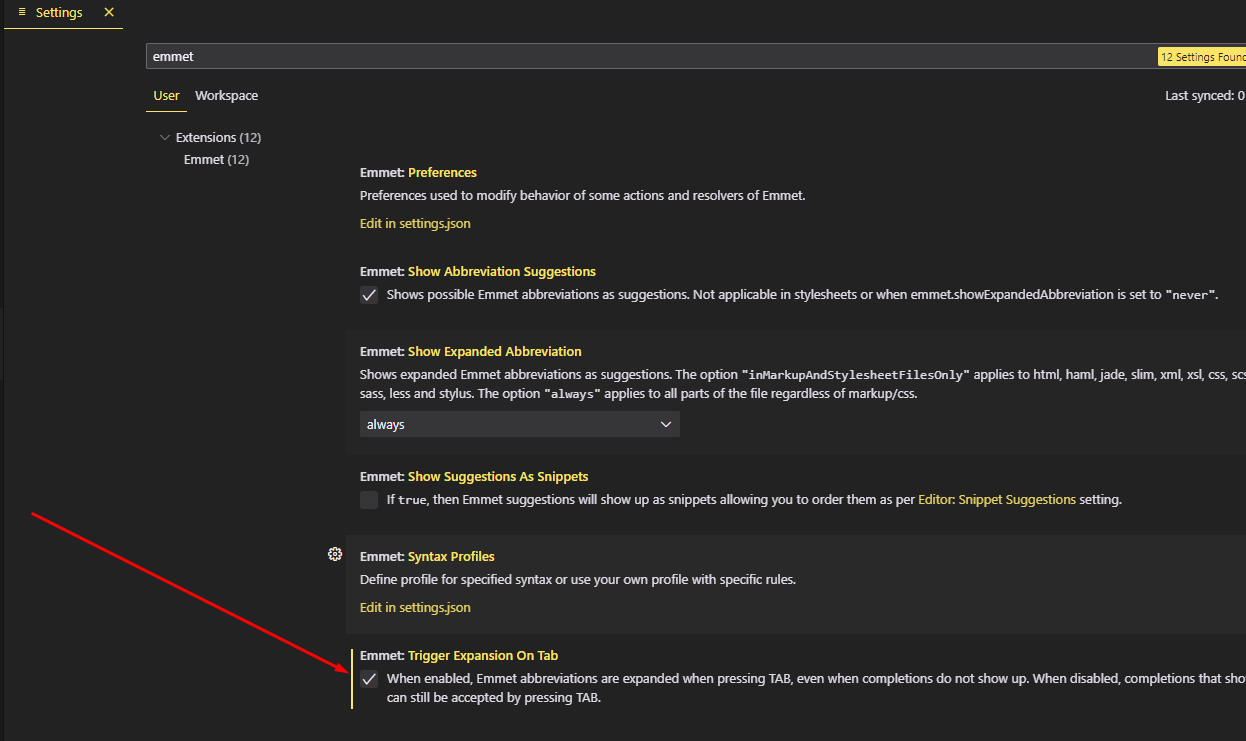 Settings
emmet
12 Settings Found
User Workspace
Last synced: 0
Extensions (12)
Emmet (12)
Emmet: Preferences
Preferences used to modify behavior of some actions and resolvers of Emmet.
Edit in settings.json
Emmet: Show Abbreviation Suggestions
Shows possible Emmet abbreviations as suggestions. Not applicable in stylesheets or when emmet.showExpandedAbbreviation is set to "never".
Emmet: Show Expanded Abbreviation
Shows expanded Emmet abbreviations as suggestions. The option "inMarkupAndStylesheetFilesOnly" applies to html, haml, jade, slim, xml, xsl, css, scs
sass, less and stylus. The option "always" applies to all parts of the file regardless of markup/css.
always
Emmet: Show Suggestions As Snippets
If true, then Emmet suggestions will show up as snippets allowing you to order them as per Editor: Snippet Suggestions setting.
Emmet: Syntax Profiles
Define profile for specified syntax or use your own profile with specific rules.
Edit in settings.json
Emmet: Trigger Expansion On Tab
When enabled, Emmet abbreviations are expanded when pressing TAB, even when completions do not show up. When disabled, completions that sho
can still be accepted by pressing TAB.